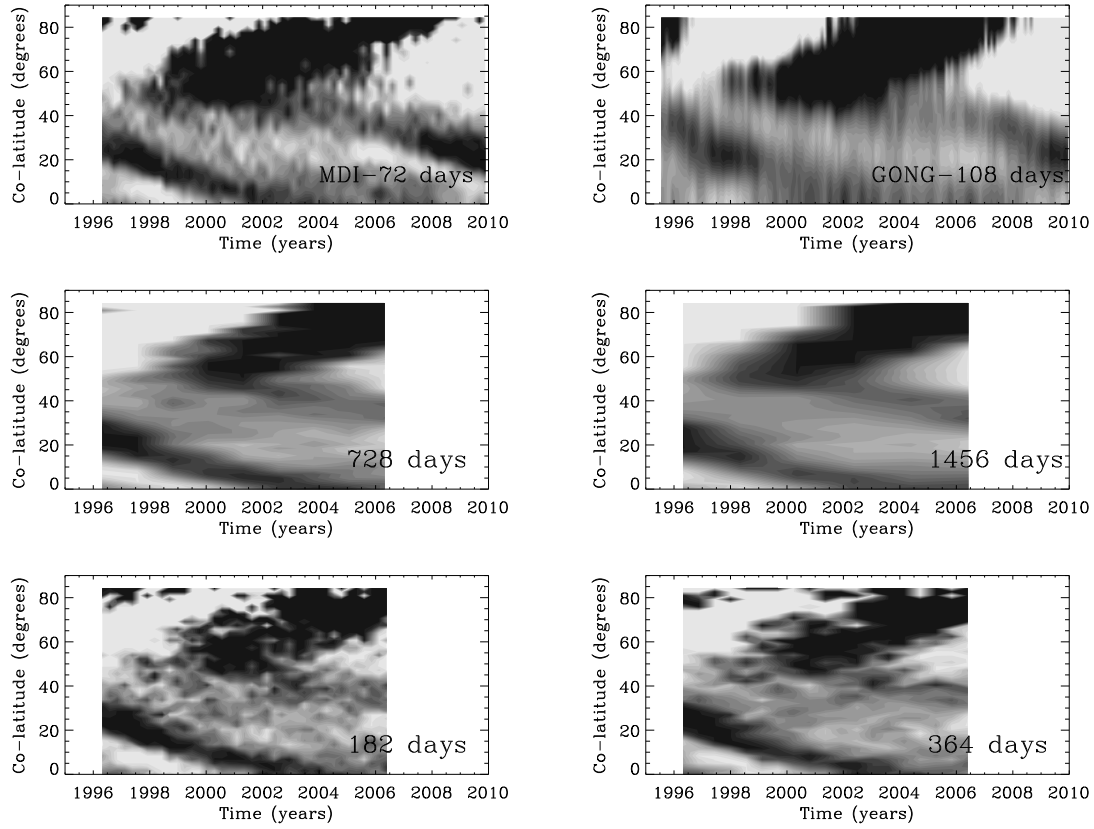 80
60
40
20
0
Co-latitude (degrees)
MDI-72 days
1996 1998 2000 2002 2004 2006 2008 2010
Time (years)
80
60
40
20
0
Co-latitude (degrees)
GONG-108 days
1996 1998 2000 2002 2004 2006 2008 2010
Time (years)
80
60
40
20
0
Co-latitude (degrees)
728 days
1996 1998 2000 2002 2004 2006 2008 2010
Time (years)
80
60
40
20
0
Co-latitude (degrees)
1456 days
1996 1998 2000 2002 2004 2006 2008 2010
Time (years)
80
60
40
20
0
Co-latitude (degrees)
182 days
1996 1998 2000 2002 2004 2006 2008 2010
Time (years)
80
60
40
20
0
Co-latitude (degrees)
364 days
1996 1998 2000 2002 2004 2006 2008 2010
Time (years)